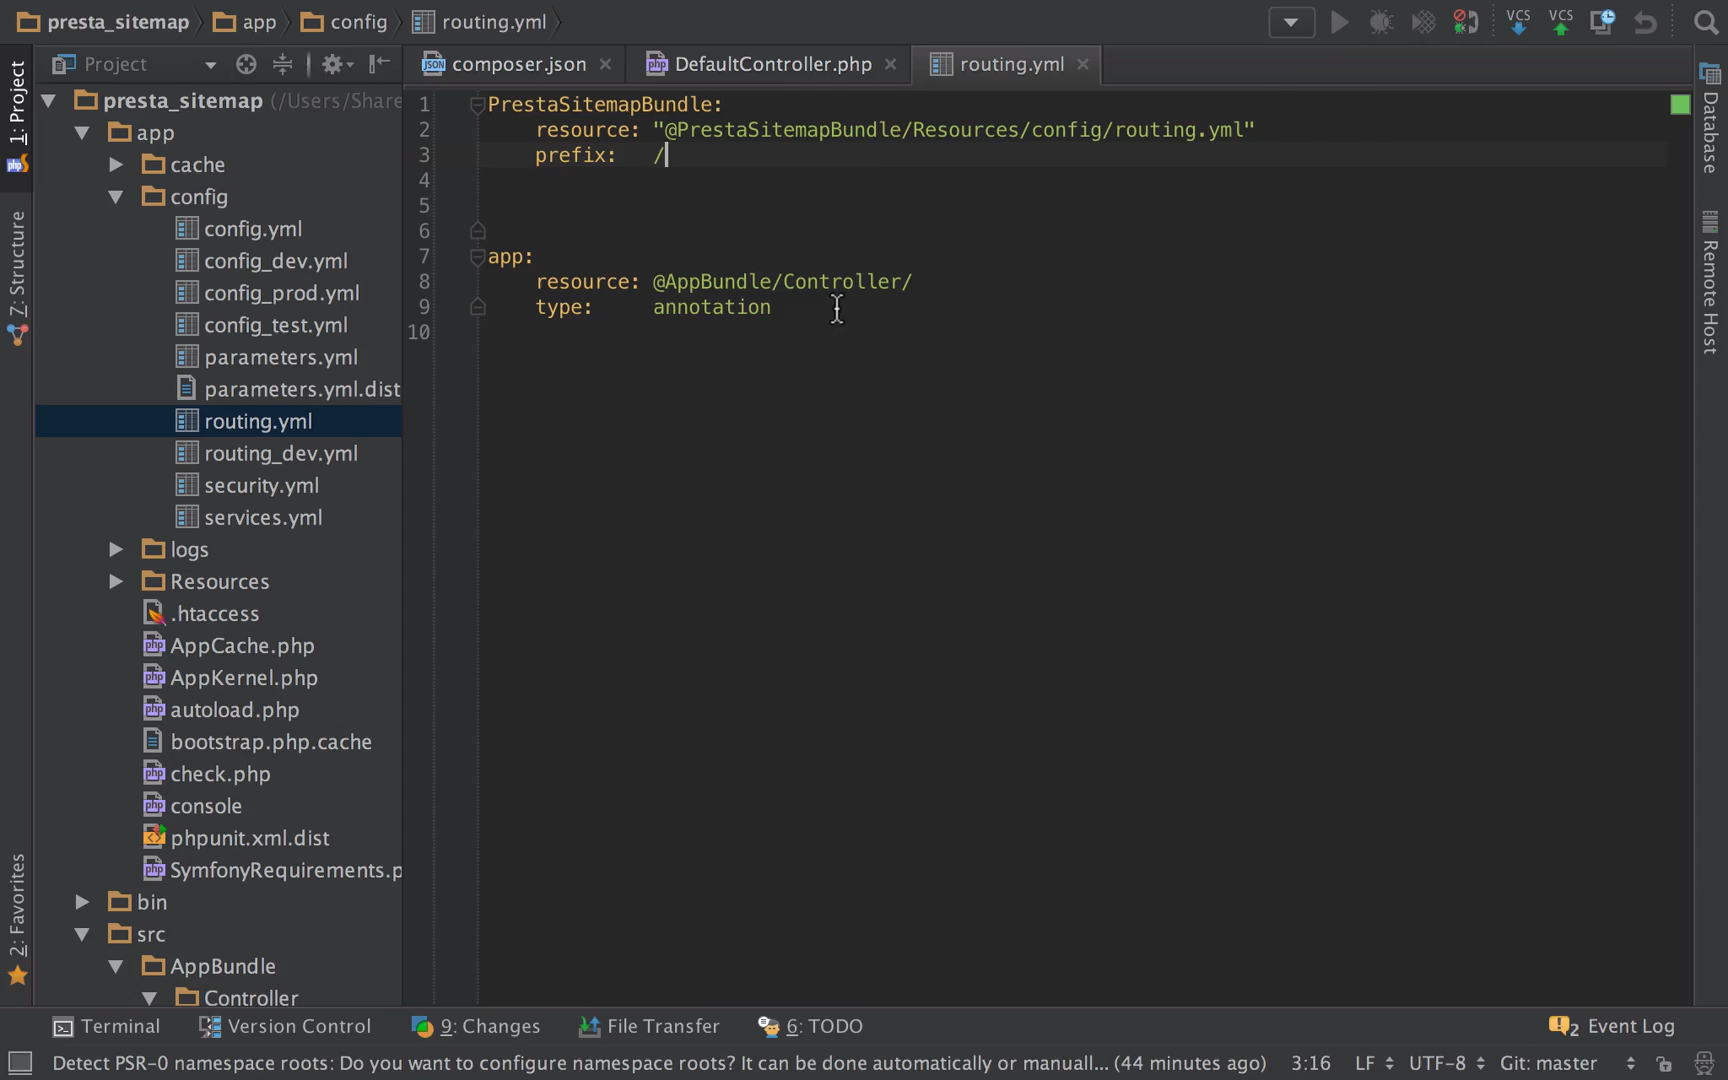 presta_sitemap app config routing.yml
VCS VCS
Project
composer.json DefaultController.php routing.yml
1: Project
7: Structure
2: Favorites
presta_sitemap (/Users/Share
app
cache
config
config.yml
config_dev.yml
config_prod.yml
config_test.yml
parameters.yml
parameters.yml.dist
routing.yml
routing_dev.yml
security.yml
services.yml
logs
Resources
.htaccess
AppCache.php
AppKernel.php
autoload.php
bootstrap.php.cache
check.php
console
phpunit.xml.dist
SymfonyRequirements.p
bin
src
AppBundle
Controller
1 PrestaSitemapBundle:
2 resource: "@PrestaSitemapBundle/Resources/config/routing.yml"
3 prefix: /
4
5
6
7 app:
8 resource: @AppBundle/Controller/
9 type: annotation
10
Database
Remote Host
Terminal Version Control 9: Changes File Transfer 6: TODO 2 Event Log
Detect PSR-0 namespace roots: Do you want to configure namespace roots? It can be done automatically or manuall... (44 minutes ago) 3:16 LF UTF-8 Git: master